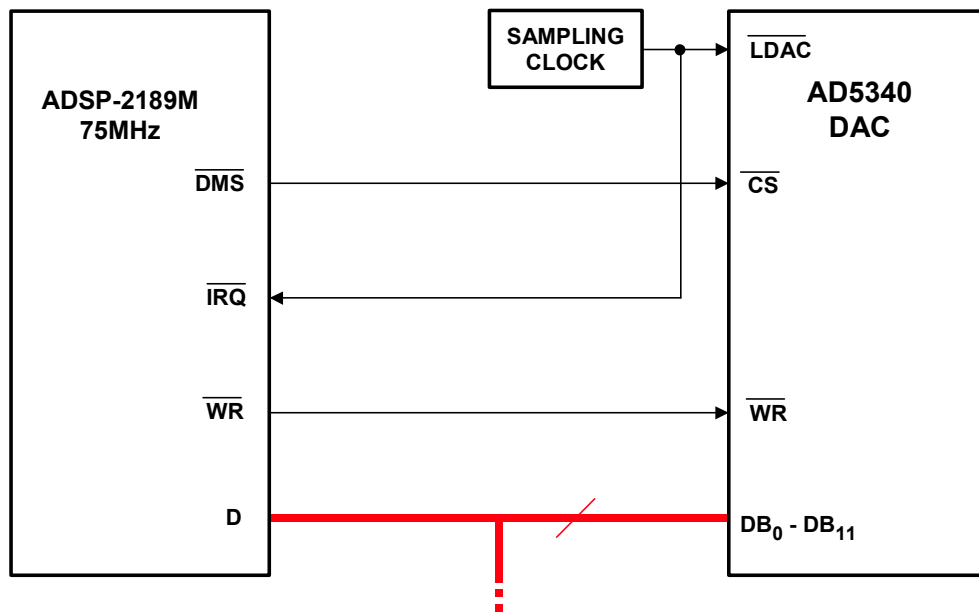 SAMPLING
CLOCK
LDAC
ADSP-2189M
75MHz
AD5340
DAC
DMS
CS
IRQ
WR
WR
D
DB0 - DB11